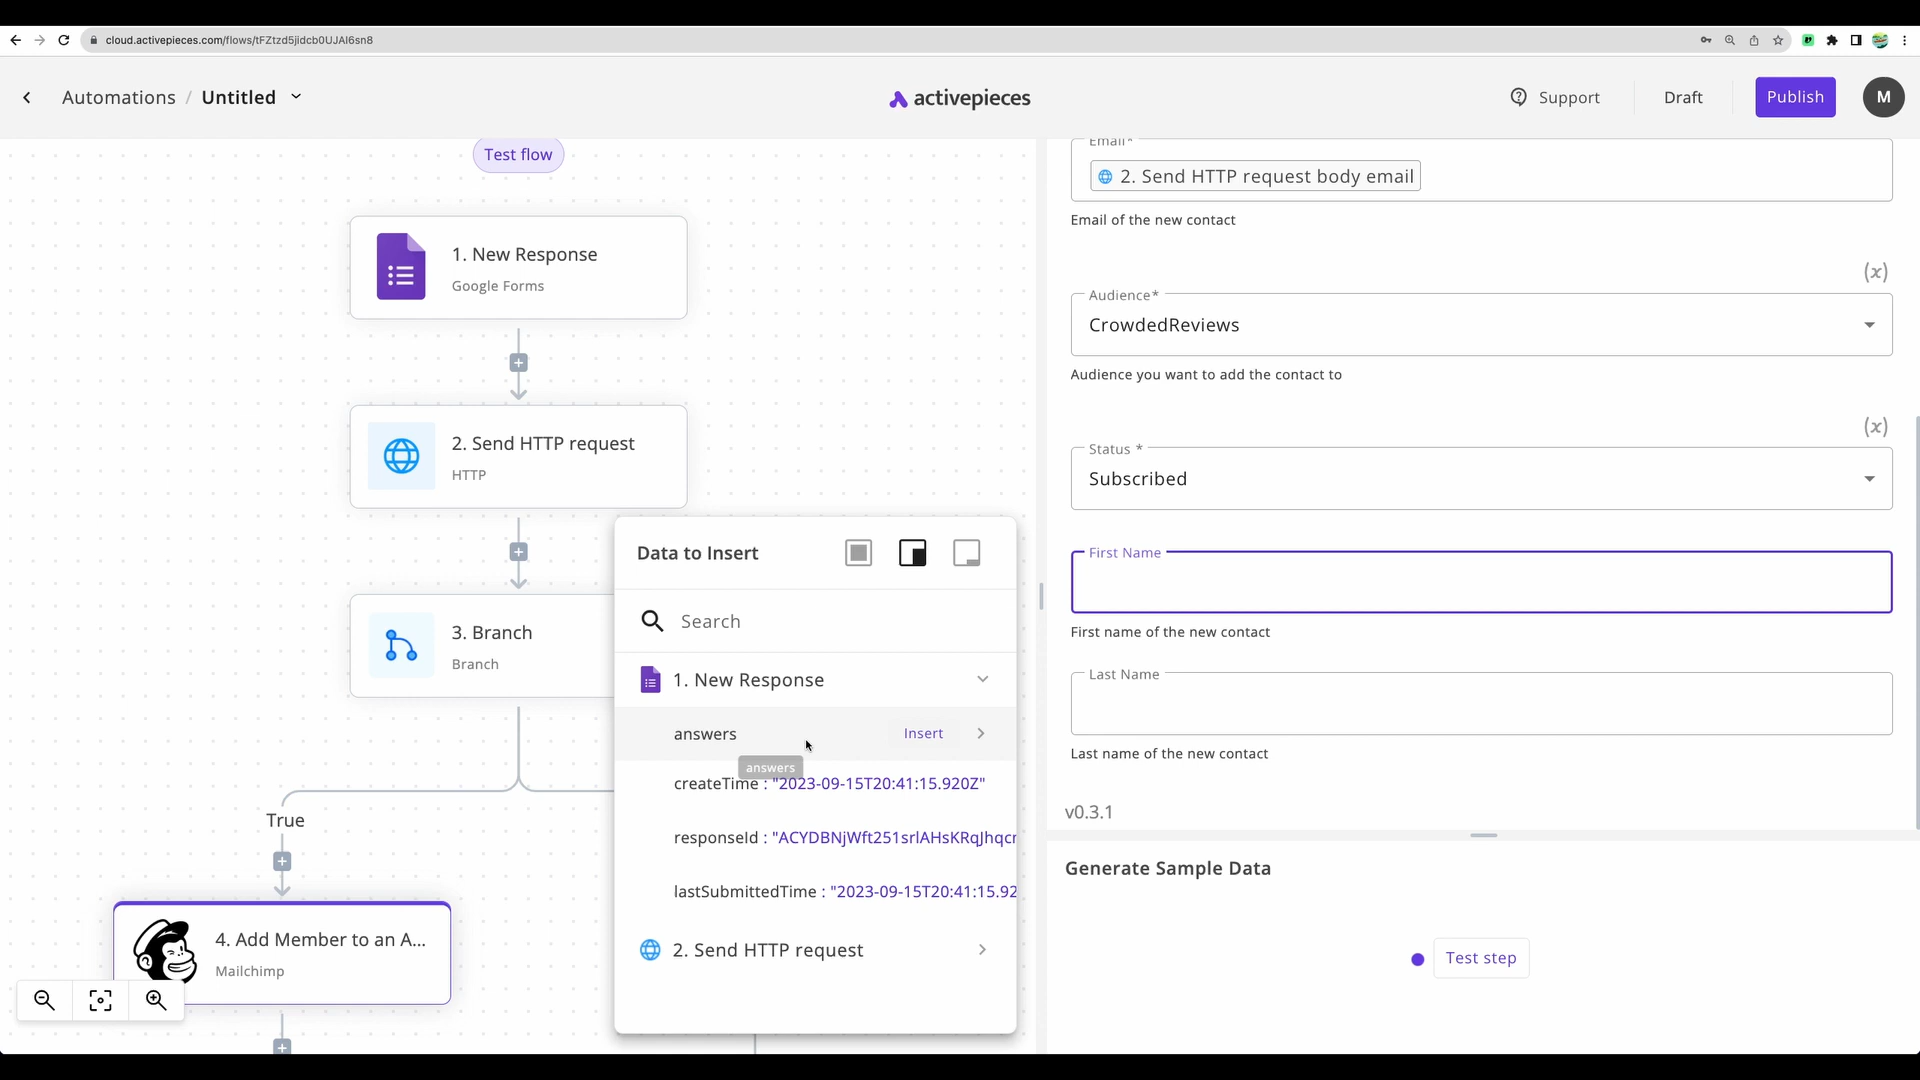 cloud.activepieces.com/flows/tFZtzd5jidcb0UJAl6sn8
Automations / Untitled
activepieces
Support
Draft
Publish
M
Test flow
1. New Response
Google Forms
2. Send HTTP request
HTTP
3. Branch
Branch
True
4. Add Member to an A...
Mailchimp
Data to Insert
Search
1. New Response
answers
Insert
answers
createTime : "2023-09-15T20:41:15.920Z"
responseId : "ACYDBNjWft251srlAHsKRqJhqcr
lastSubmittedTime : "2023-09-15T20:41:15.92
2. Send HTTP request
Email*
2. Send HTTP request body email
Email of the new contact
(x)
Audience*
CrowdedReviews
Audience you want to add the contact to
(x)
Status *
Subscribed
First Name
First name of the new contact
Last Name
Last name of the new contact
v0.3.1
Generate Sample Data
Test step